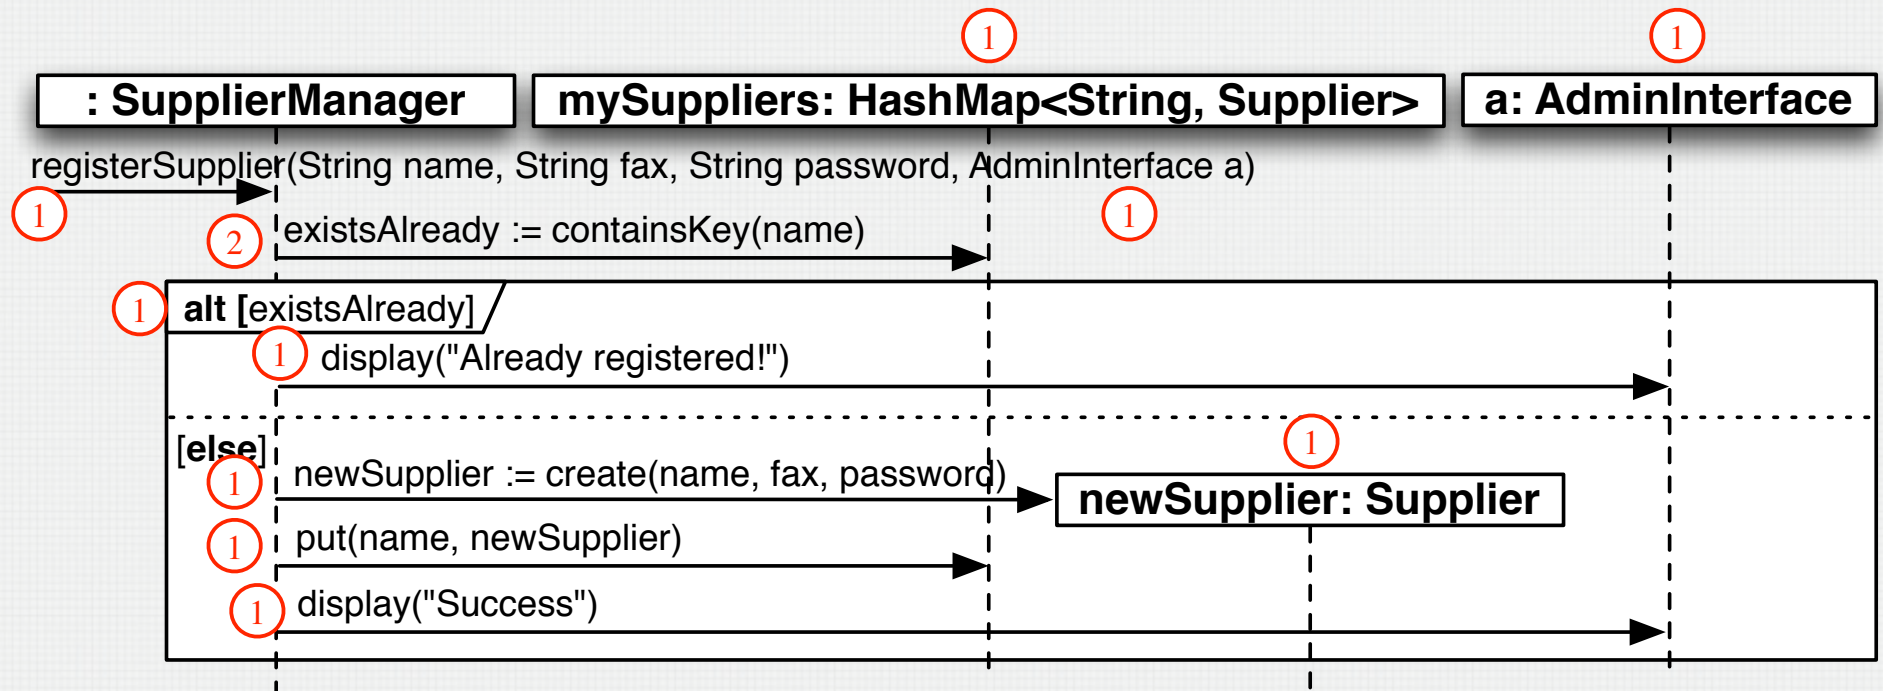 1
1
: SupplierManager
mySuppliers: HashMap<String, Supplier>
a: AdminInterface
registerSupplier(String name, String fax, String password, AdminInterface a)
1
1
2
existsAlready := containsKey(name)
1
alt [existsAlready]
1
display("Already registered!")
[else]
1
1
newSupplier := create(name, fax, password)
newSupplier: Supplier
1
put(name, newSupplier)
1
display("Success")